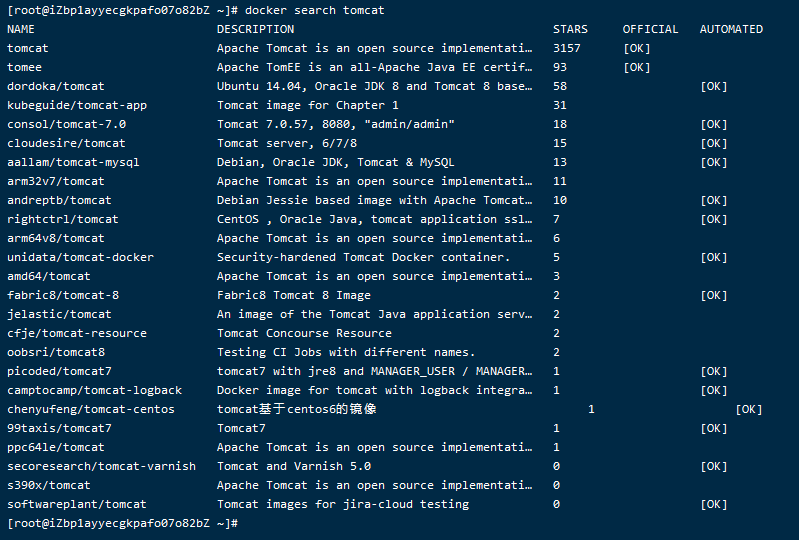 [root@iZbp1ayyecgkpafo07o82bZ ~]# docker search tomcat
NAME DESCRIPTION STARS OFFICIAL AUTOMATED
tomcat Apache Tomcat is an open source implementati… 3157 [OK]
tomee Apache TomEE is an all-Apache Java EE certif… 93 [OK]
dordoka/tomcat Ubuntu 14.04, Oracle JDK 8 and Tomcat 8 base… 58 [OK]
kubeguide/tomcat-app Tomcat image for Chapter 1 31
consol/tomcat-7.0 Tomcat 7.0.57, 8080, "admin/admin" 18 [OK]
cloudesire/tomcat Tomcat server, 6/7/8 15 [OK]
aallam/tomcat-mysql Debian, Oracle JDK, Tomcat & MySQL 13 [OK]
arm32v7/tomcat Apache Tomcat is an open source implementati… 11
andreptb/tomcat Debian Jessie based image with Apache Tomcat… 10 [OK]
rightctrl/tomcat CentOS , Oracle Java, tomcat application ssl… 7 [OK]
arm64v8/tomcat Apache Tomcat is an open source implementati… 6
unidata/tomcat-docker Security-hardened Tomcat Docker container. 5 [OK]
amd64/tomcat Apache Tomcat is an open source implementati… 3
fabric8/tomcat-8 Fabric8 Tomcat 8 Image 2 [OK]
jelastic/tomcat An image of the Tomcat Java application serv… 2
cfje/tomcat-resource Tomcat Concourse Resource 2
oobsri/tomcat8 Testing CI Jobs with different names. 2
picoded/tomcat7 tomcat7 with jre8 and MANAGER_USER / MANAGER… 1 [OK]
camptocamp/tomcat-logback Docker image for tomcat with logback integra… 1 [OK]
chenyufeng/tomcat-centos tomcat基于centos6的镜像 1 [OK]
99taxis/tomcat7 Tomcat7 1 [OK]
ppc64le/tomcat Apache Tomcat is an open source implementati… 1
secoresearch/tomcat-varnish Tomcat and Varnish 5.0 0 [OK]
s390x/tomcat Apache Tomcat is an open source implementati… 0
softwareplant/tomcat Tomcat images for jira-cloud testing 0 [OK]
[root@iZbp1ayyecgkpafo07o82bZ ~]#